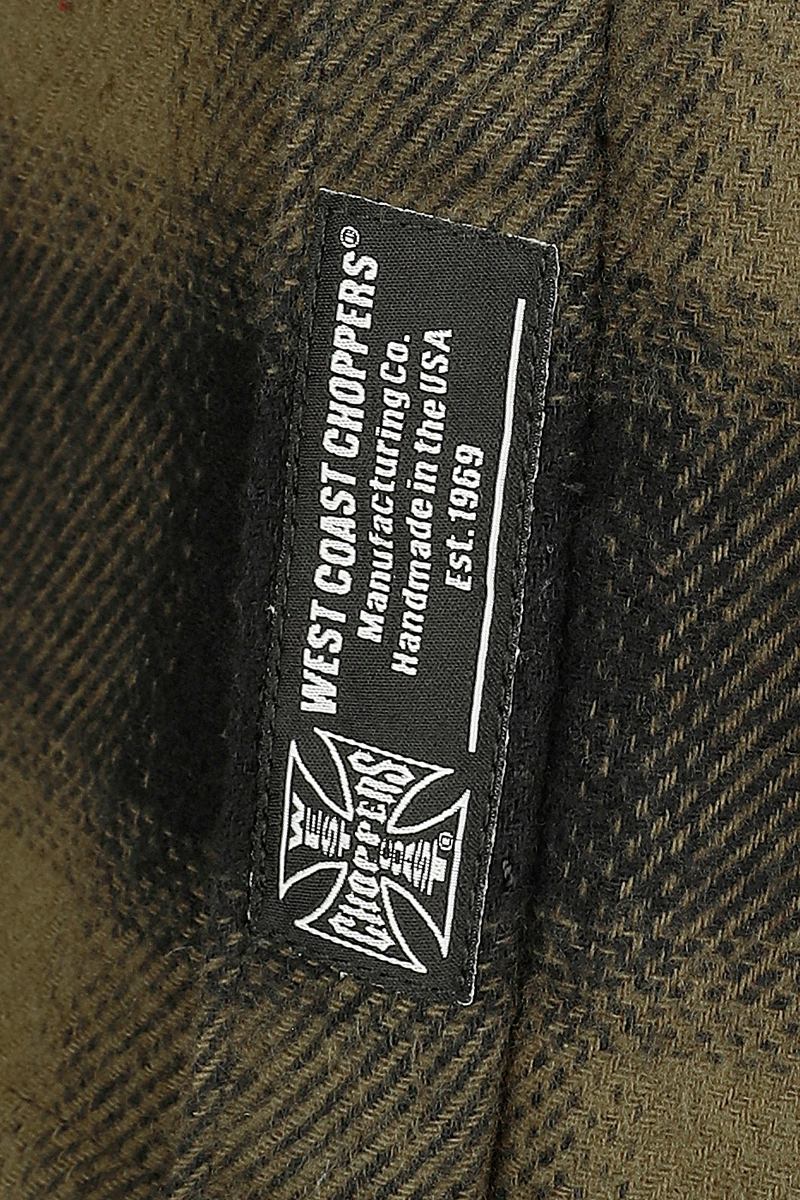 WEST COAST CHOPPERS®
Manufacturing Co.
Handmade in the USA
Est. 1969
WEST
CHOPPERS
COAST